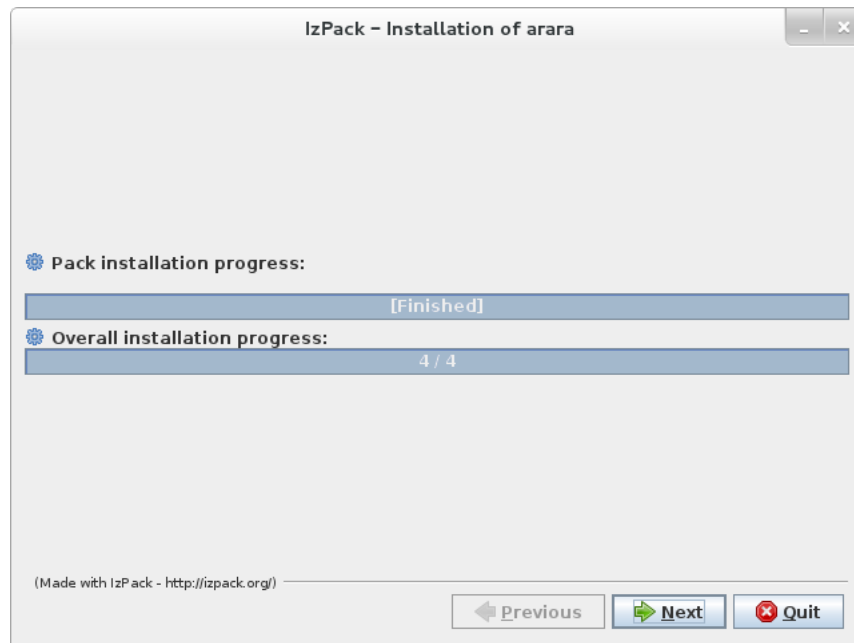 IzPack – Installation of arara
Pack installation progress:
[Finished]
Overall installation progress:
4 / 4
(Made with IzPack - http://izpack.org/)
Previous Next Quit